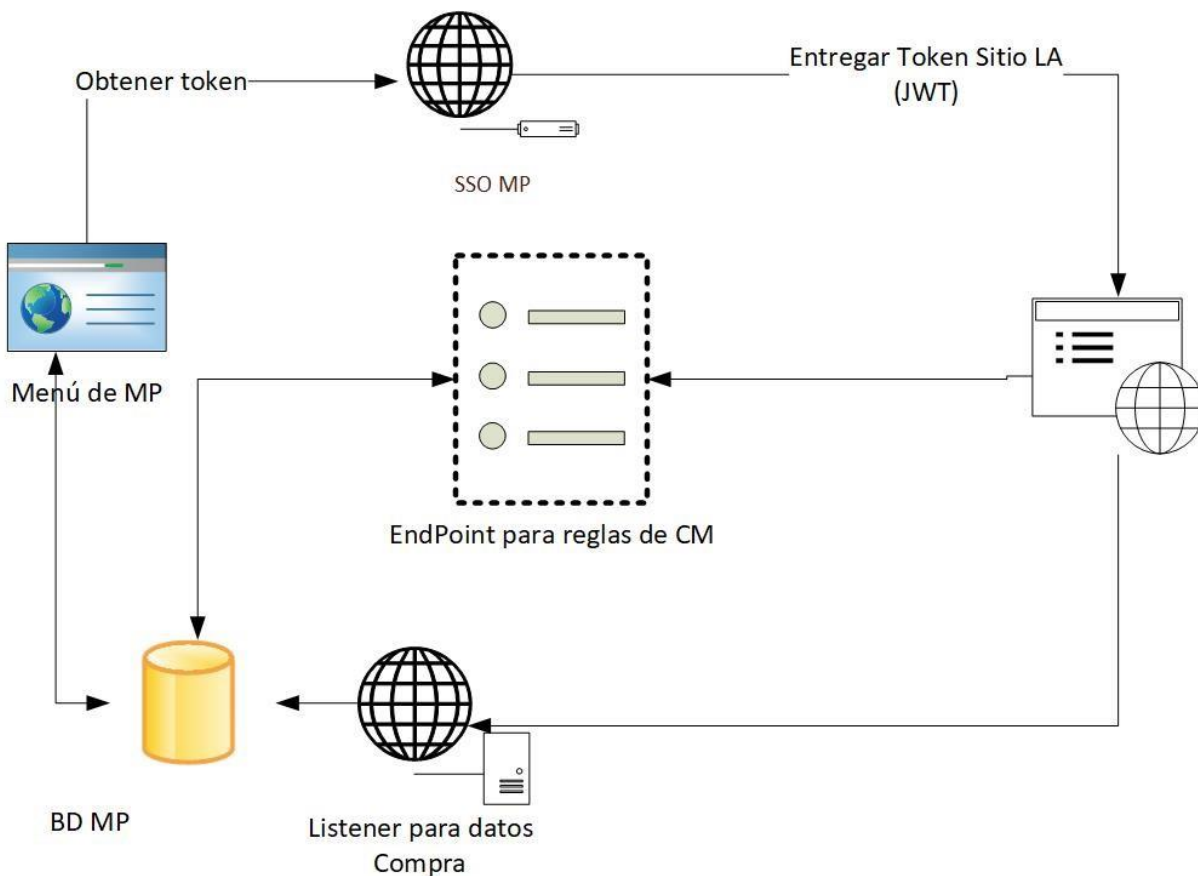 Obtener token
Entregar Token Sitio LA
(JWT)
SSO MP
Menú de MP
EndPoint para reglas de CM
BD MP
Listener para datos
Compra